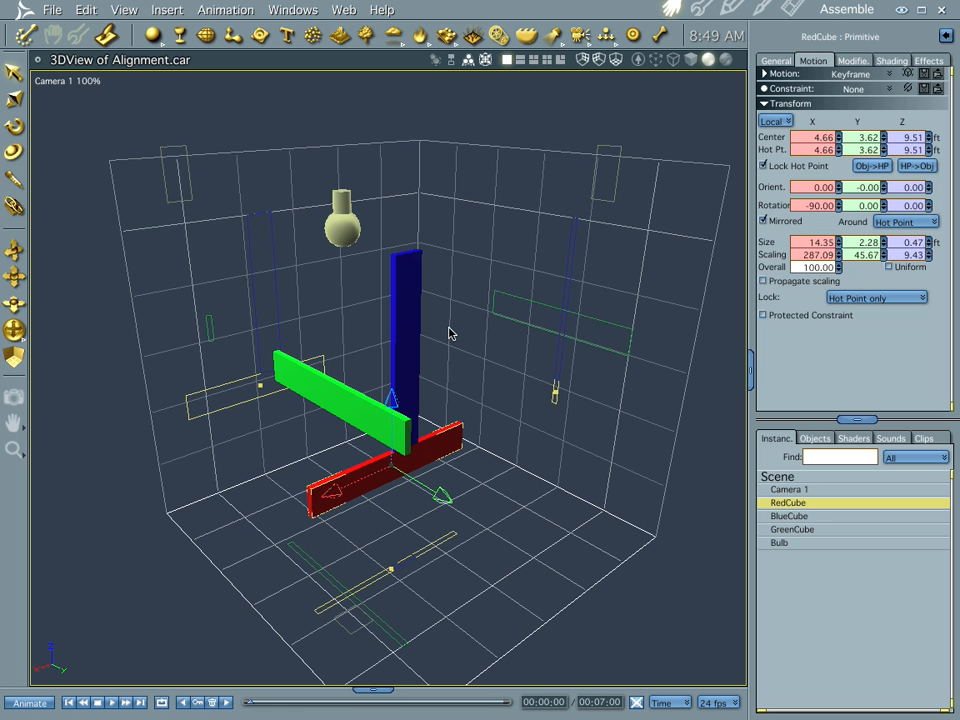 File Edit View Insert Animation Windows Web Help
Assemble
8:49 AM
3DView of Alignment.car
Camera 1 100%
RedCube : Primitive
General Motion Modific. Shading Effects
Motion: Keyframe
Constraint: None
Transform
Local X Y Z
Center 4.66 3.62 9.51 ft
Hot Pt. 4.66 3.62 9.51 ft
Lock Hot Point Obj->HP HP->Obj
Orient. 0.00 -0.00 0.00
Rotation -90.00 0.00 0.00
Mirrored Around Hot Point
Size 14.35 2.28 0.47 ft
Scaling 287.09 45.67 9.43
Overall 100.00 Uniform
Propagate scaling
Lock: Hot Point only
Protected Constraint
Instanc. Objects Shaders Sounds Clips
Find: All
Scene
Camera 1
RedCube
BlueCube
GreenCube
Bulb
Z
X Y
Animate 00:00:00 / 00:07:00 Time 24 fps